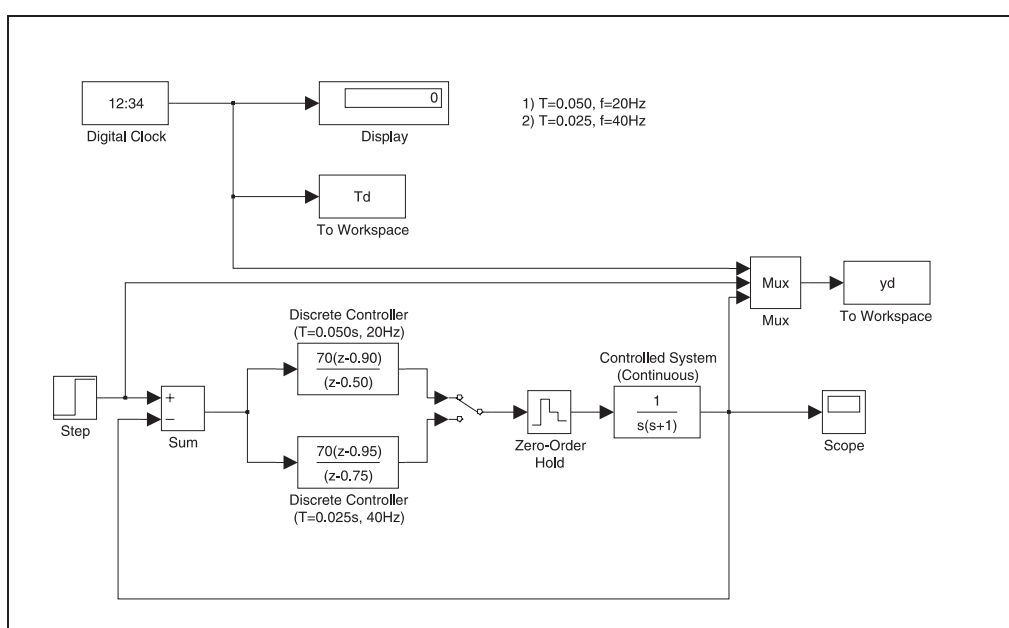 12:34
Digital Clock
0
Display
1) T=0.050, f=20Hz
2) T=0.025, f=40Hz
Td
To Workspace
Mux
Mux
yd
To Workspace
Discrete Controller
(T=0.050s, 20Hz)
70(z-0.90)
(z-0.50)
Step
+
−
Sum
70(z-0.95)
(z-0.75)
Discrete Controller
(T=0.025s, 40Hz)
Zero-Order
Hold
Controlled System
(Continuous)
1
s(s+1)
Scope